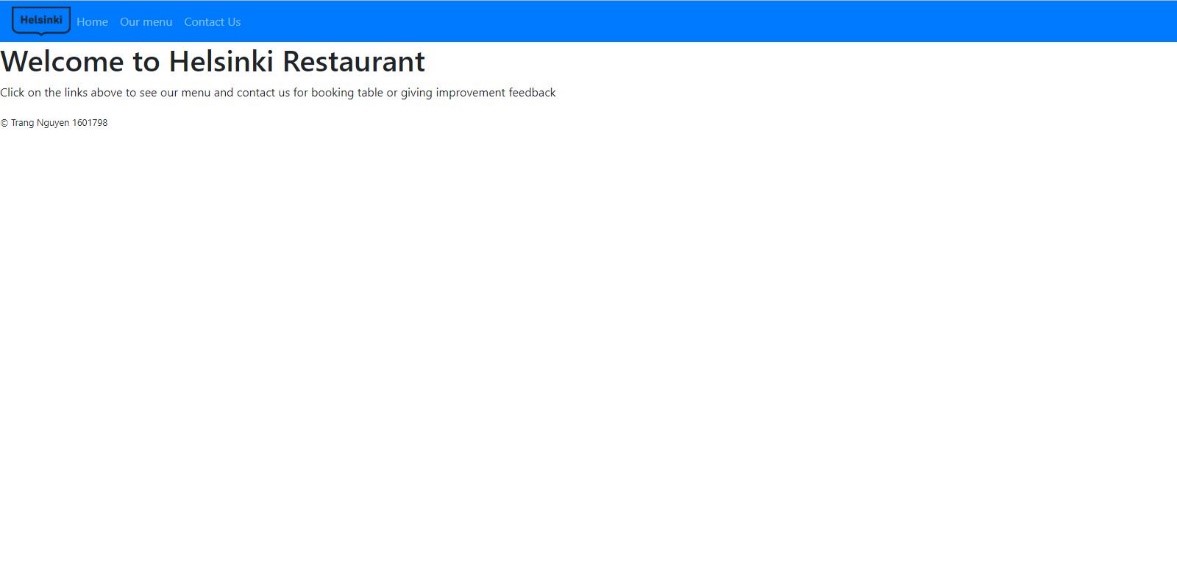 Helsinki Home Our menu Contact Us
Welcome to Helsinki Restaurant
Click on the links above to see our menu and contact us for booking table or giving improvement feedback
© Trang Nguyen 1601798